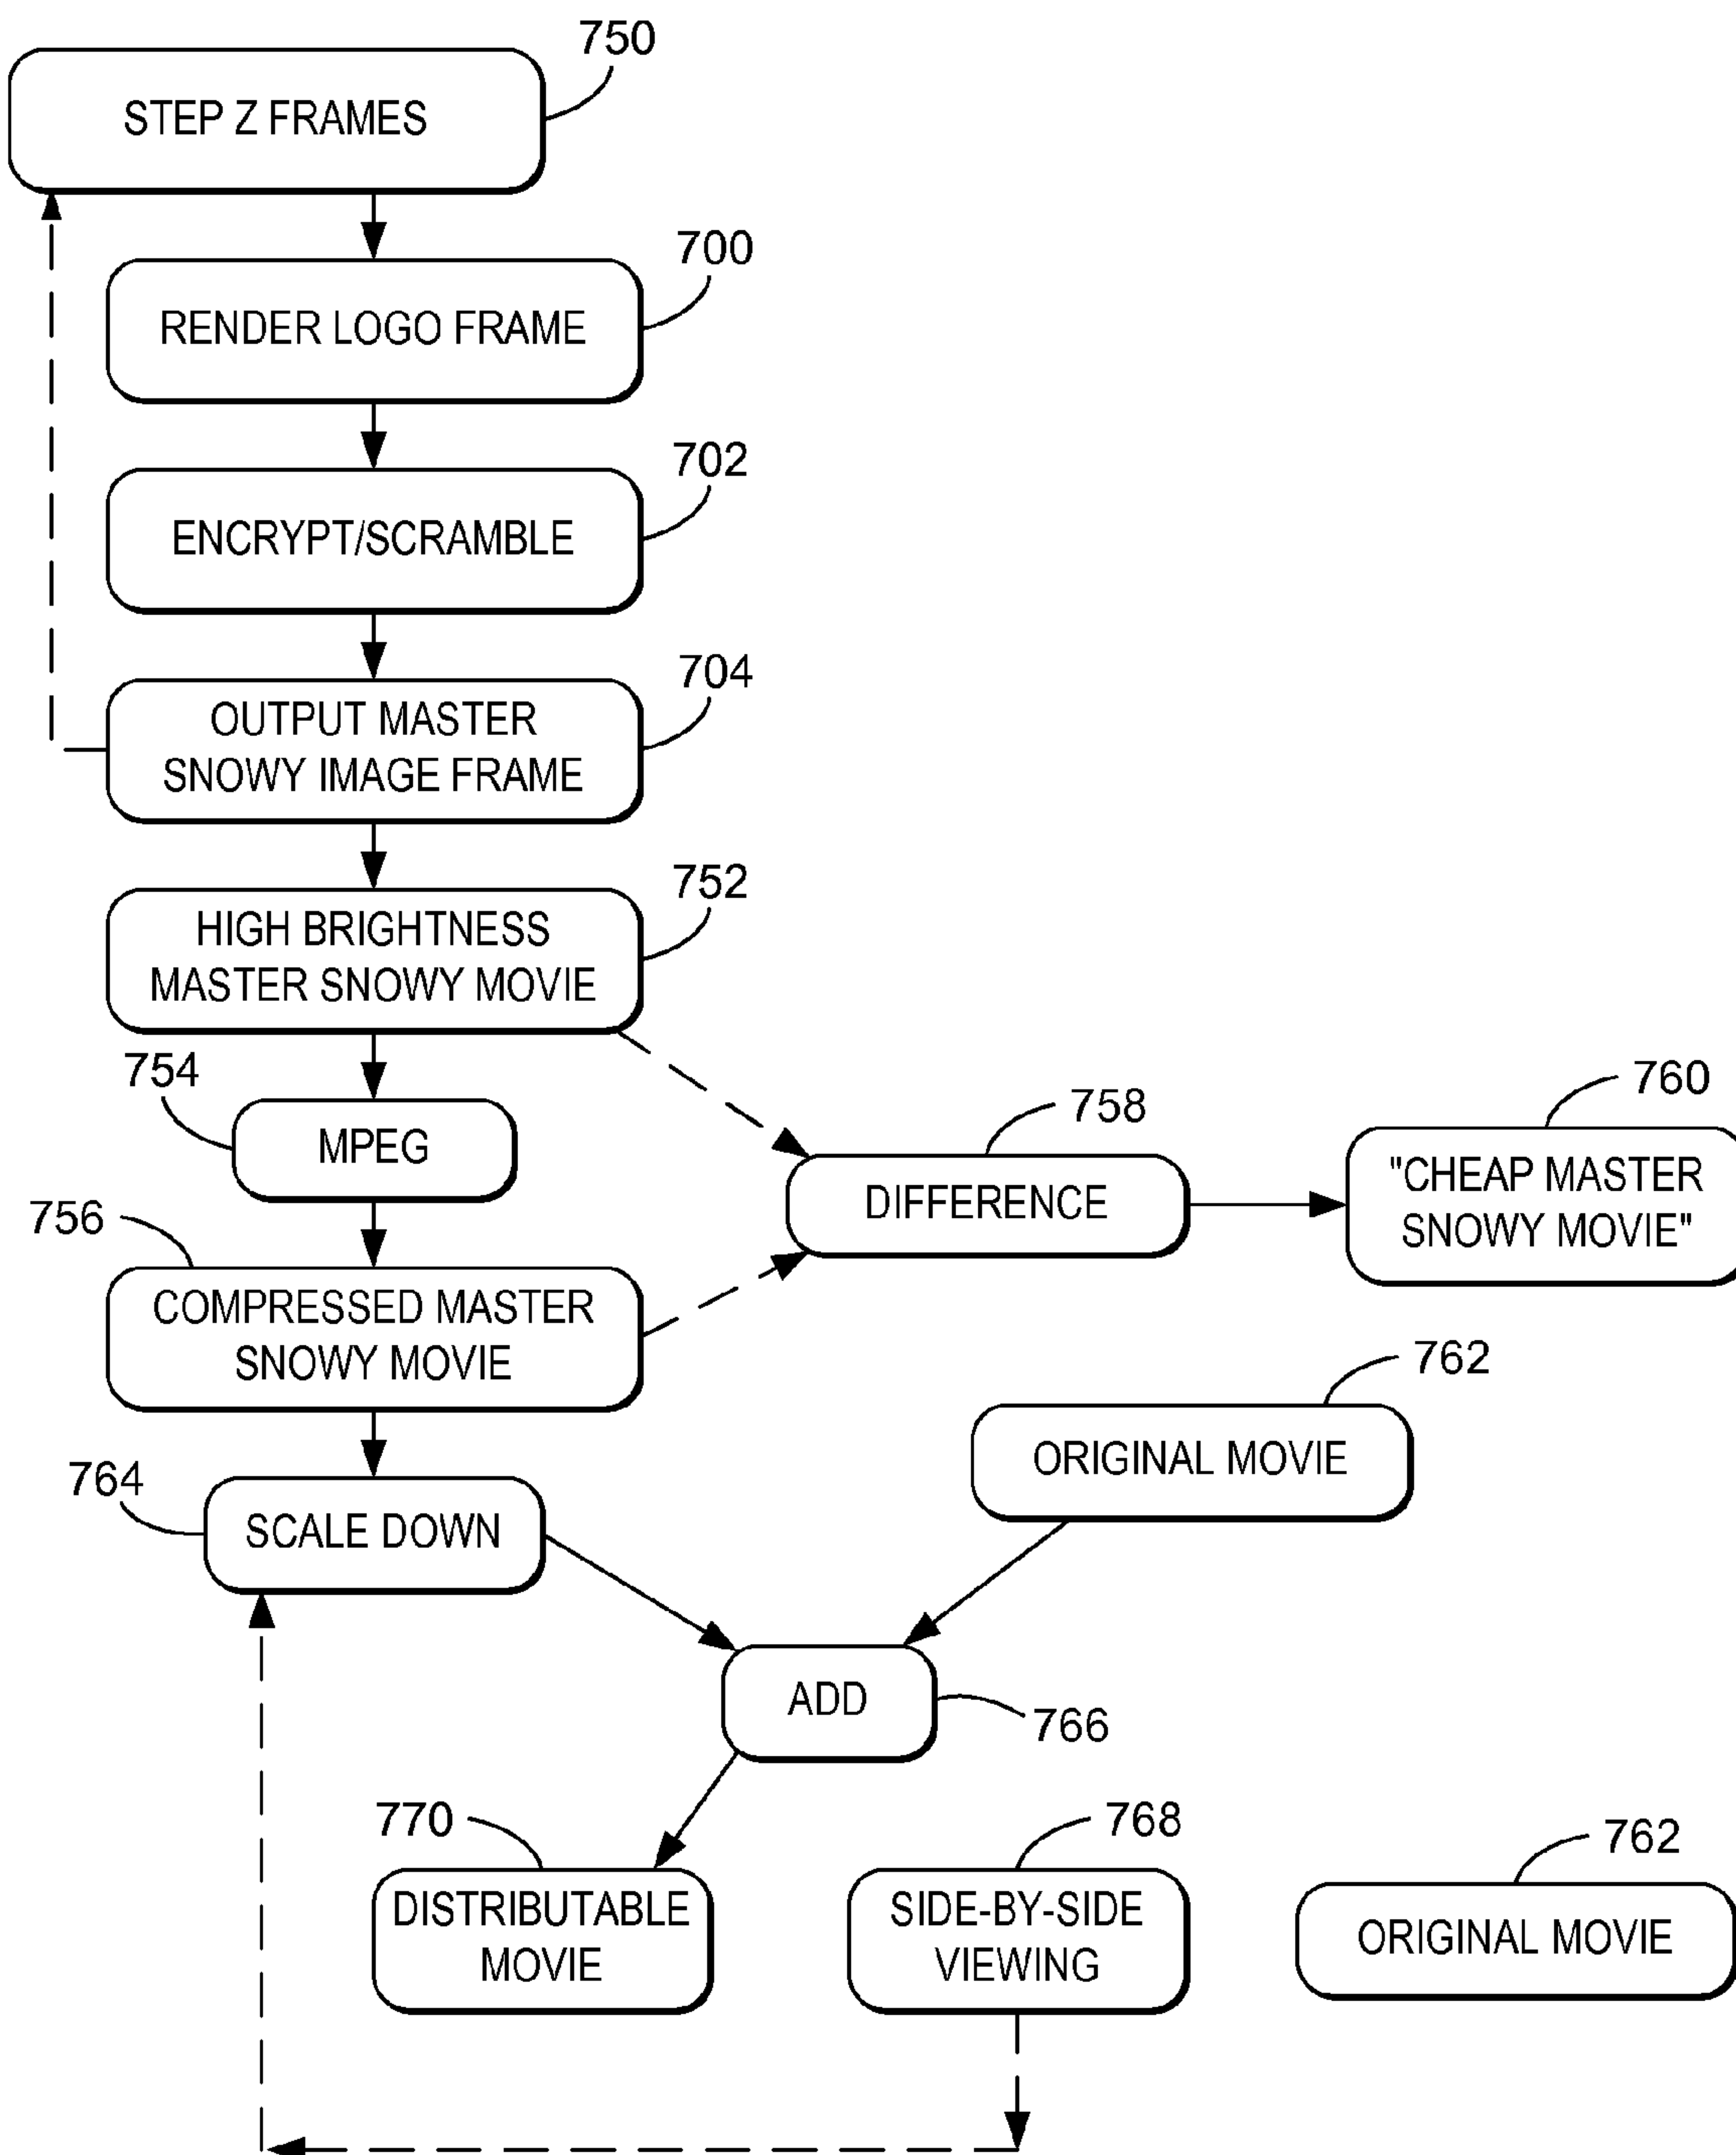 750
STEP Z FRAMES
700
RENDER LOGO FRAME
702
ENCRYPT/SCRAMBLE
704
OUTPUT MASTER
SNOWY IMAGE FRAME
752
HIGH BRIGHTNESS
MASTER SNOWY MOVIE
754
MPEG
758
DIFFERENCE
760
"CHEAP MASTER
SNOWY MOVIE"
756
COMPRESSED MASTER
SNOWY MOVIE
762
ORIGINAL MOVIE
764
SCALE DOWN
ADD
766
770
DISTRIBUTABLE
MOVIE
768
SIDE-BY-SIDE
VIEWING
762
ORIGINAL MOVIE